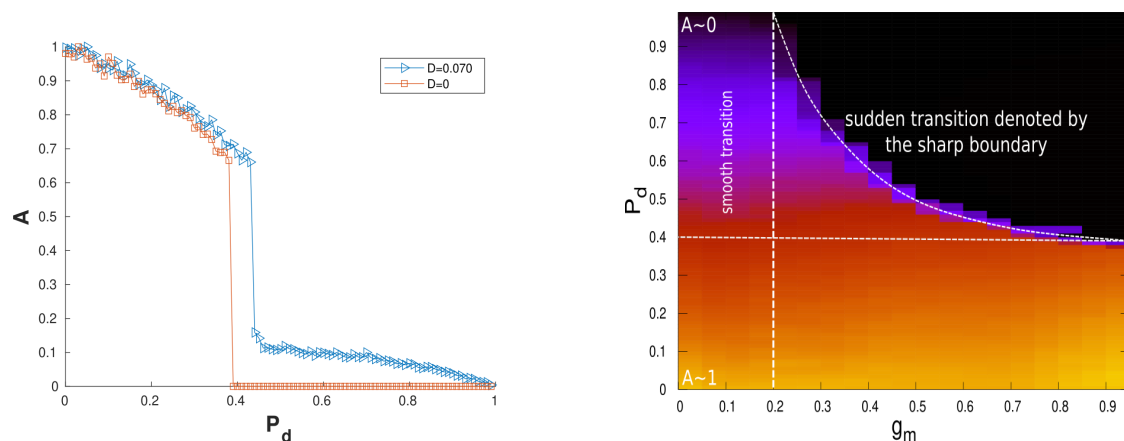 1
0.9
0.8
0.7
0.6
0.5
0.4
0.3
0.2
0.1
0
A
0 0.2 0.4 0.6 0.8 1
P_d
D=0.070
D=0
A~0
0.9
0.8
0.7
0.6
0.5
0.4
0.3
0.2
0.1
0
P_d
smooth transition
sudden transition denoted by
the sharp boundary
A~1
0 0.1 0.2 0.3 0.4 0.5 0.6 0.7 0.8 0.9
g_m